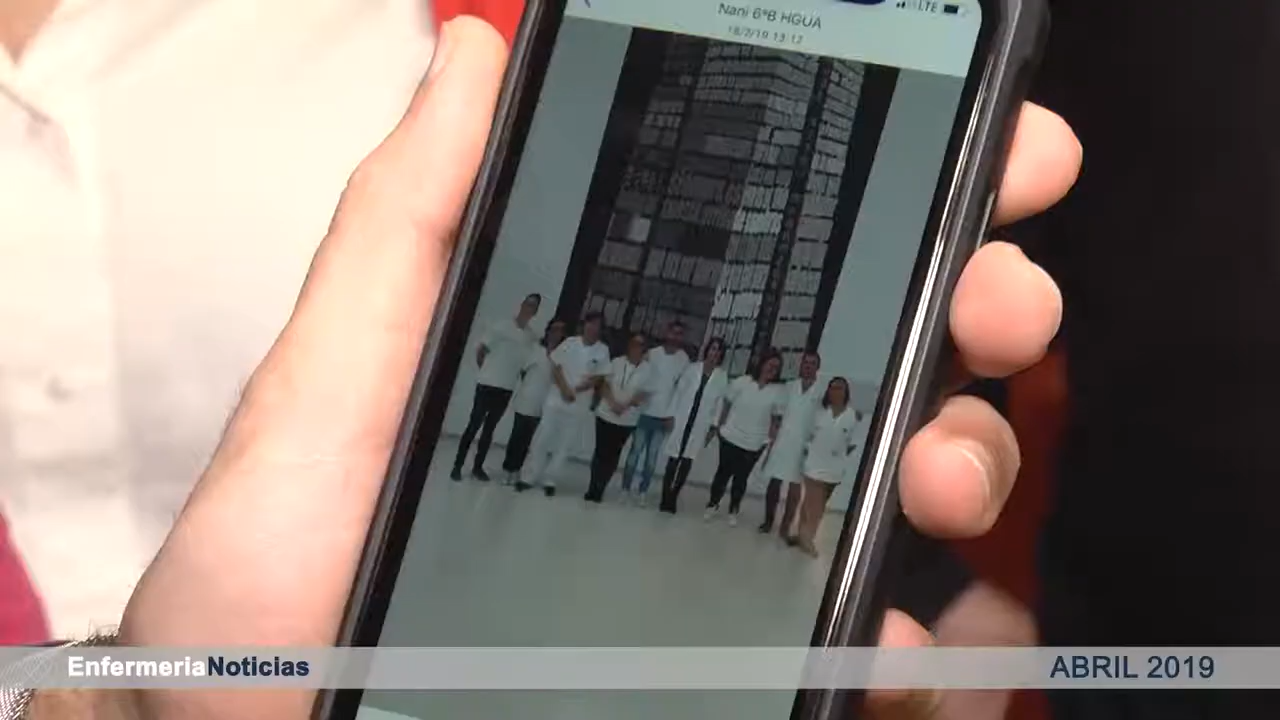 LTE
Nani 6ºB HGUA
18/2/19 13:12
EnfermeriaNoticias
ABRIL 2019